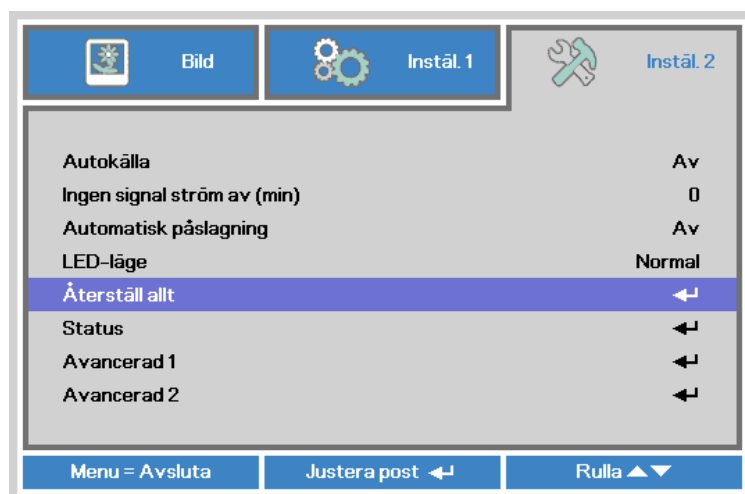 Bild
Instäl. 1
Instäl. 2
Autokälla Av
Ingen signal ström av (min) 0
Automatisk påslagning Av
LED-läge Normal
Återställ allt
Status
Avancerad 1
Avancerad 2
Menu = Avsluta
Justera post
Rulla